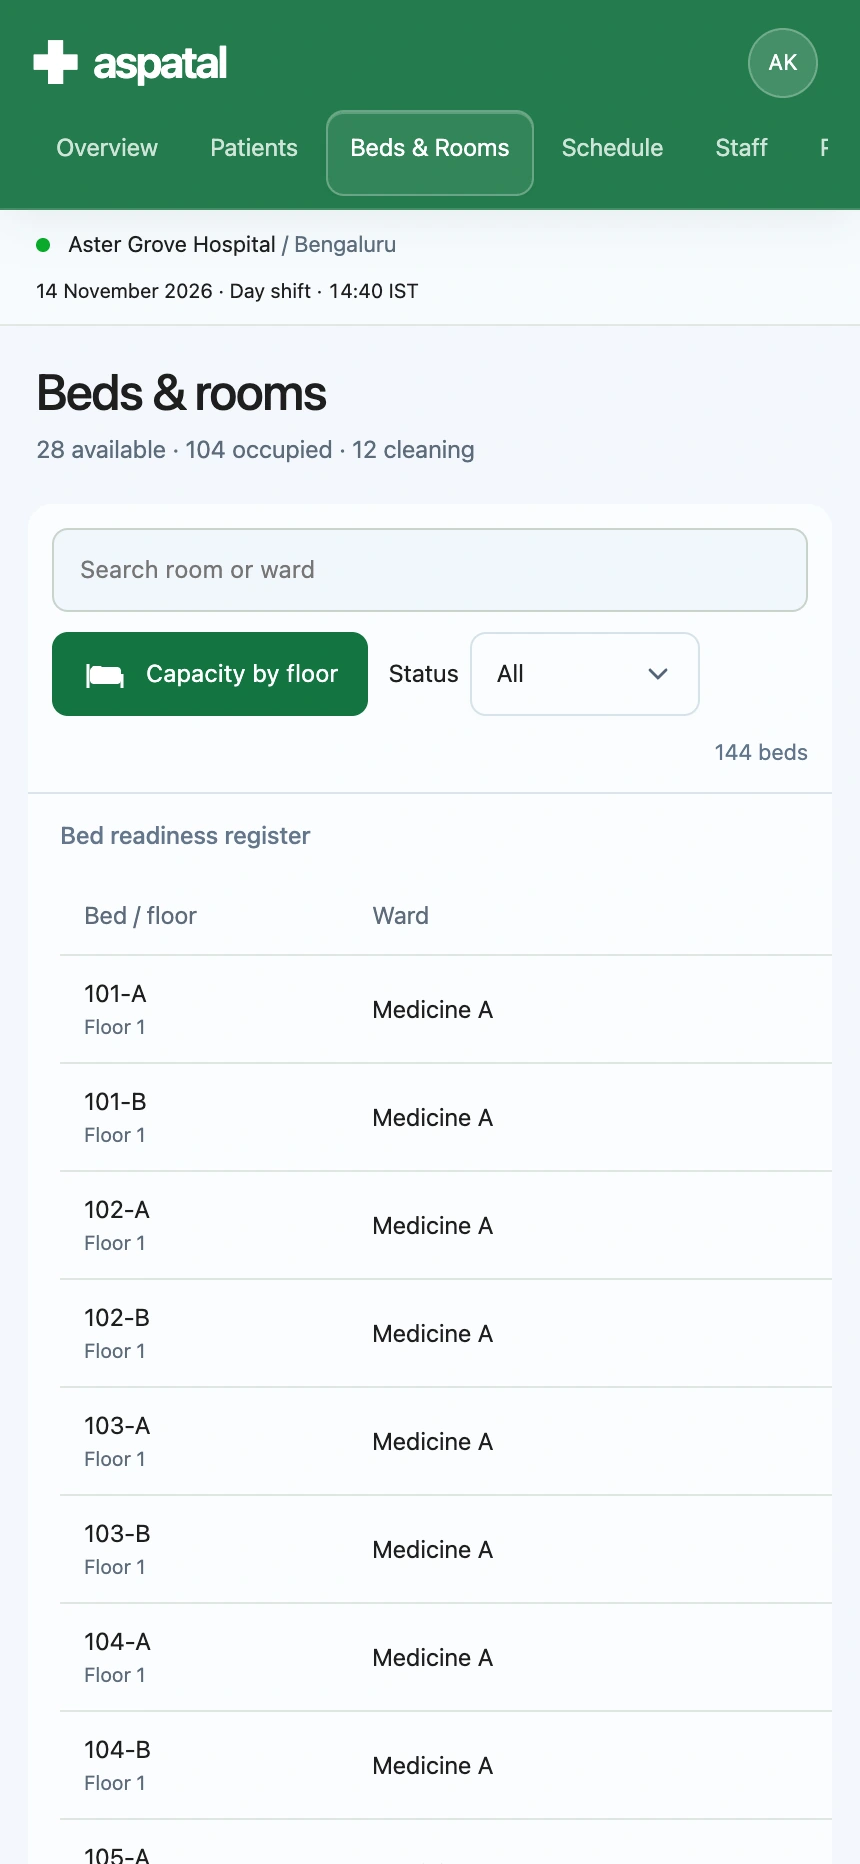 aspatal
AK
Overview Patients Beds & Rooms Schedule Staff
Aster Grove Hospital / Bengaluru
14 November 2026 · Day shift · 14:40 IST
Beds & rooms
28 available · 104 occupied · 12 cleaning
Search room or ward
Capacity by floor Status All
144 beds
Bed readiness register
Bed / floor Ward
101-A
Floor 1
Medicine A
101-B
Floor 1
Medicine A
102-A
Floor 1
Medicine A
102-B
Floor 1
Medicine A
103-A
Floor 1
Medicine A
103-B
Floor 1
Medicine A
104-A
Floor 1
Medicine A
104-B
Floor 1
Medicine A
105-A